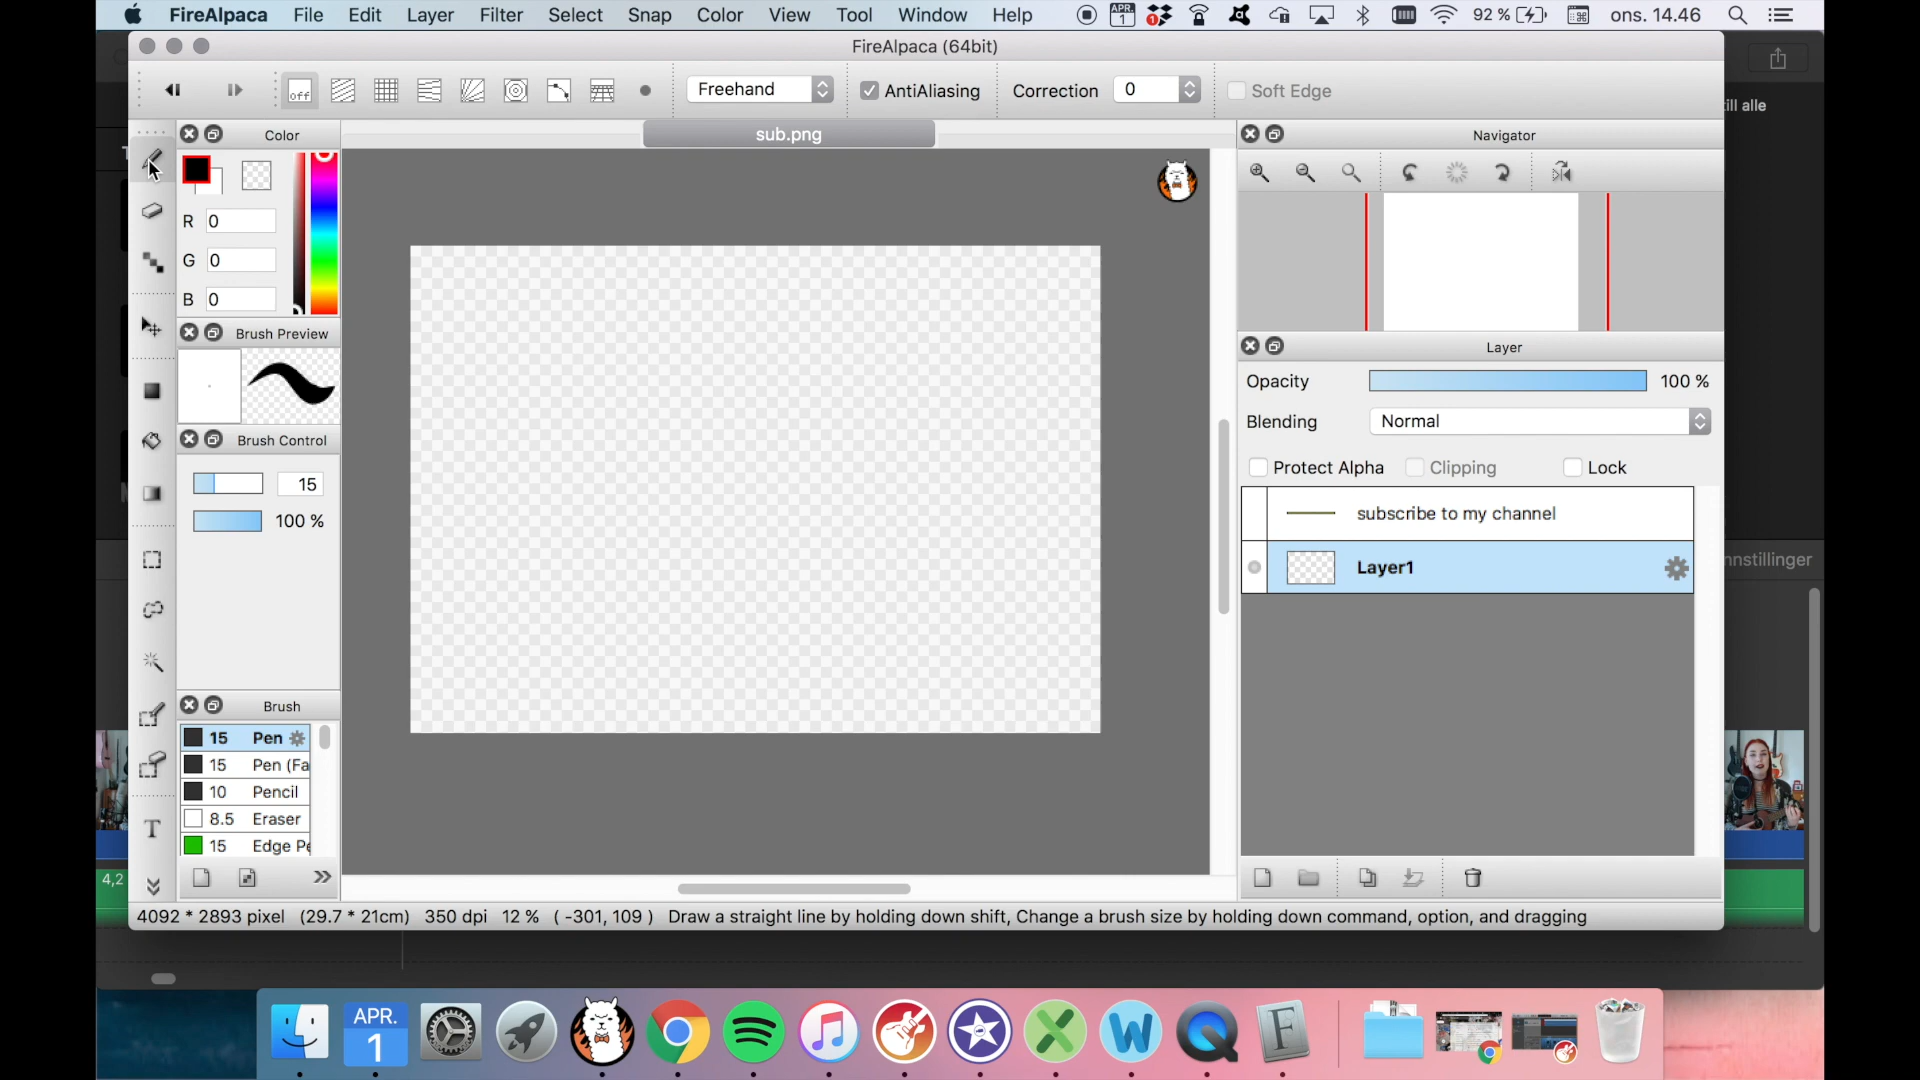 FireAlpaca File Edit Layer Filter Select Snap Color View Tool Window Help APR. 1 1 92 % ons. 14.46
FireAlpaca (64bit)
off Freehand AntiAliasing Correction 0 Soft Edge
ill alle
Color sub.png Navigator
R 0
G 0
B 0
Brush Preview
Layer
Opacity 100 %
Blending Normal
Brush Control
Protect Alpha Clipping Lock
15
100 %
subscribe to my channel
Layer1
nnstillinger
Brush
15 Pen
15 Pen (Fa
10 Pencil
8.5 Eraser
15 Edge Pe
T
4,2
4092 * 2893 pixel (29.7 * 21cm) 350 dpi 12 % ( -301, 109 ) Draw a straight line by holding down shift, Change a brush size by holding down command, option, and dragging
APR.
1
X W F